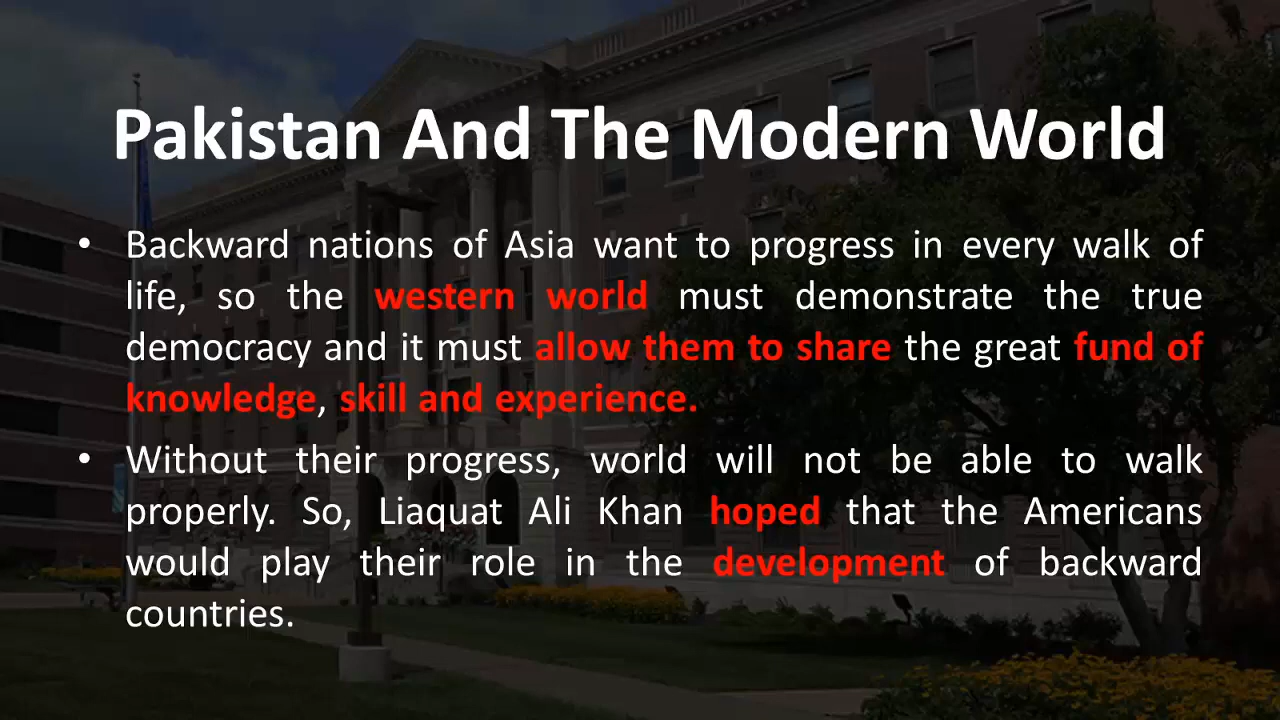 Pakistan And The Modern World
• Backward nations of Asia want to progress in every walk of
life, so the western world must demonstrate the true
democracy and it must allow them to share the great fund of
knowledge, skill and experience.
• Without their progress, world will not be able to walk
properly. So, Liaquat Ali Khan hoped that the Americans
would play their role in the development of backward
countries.